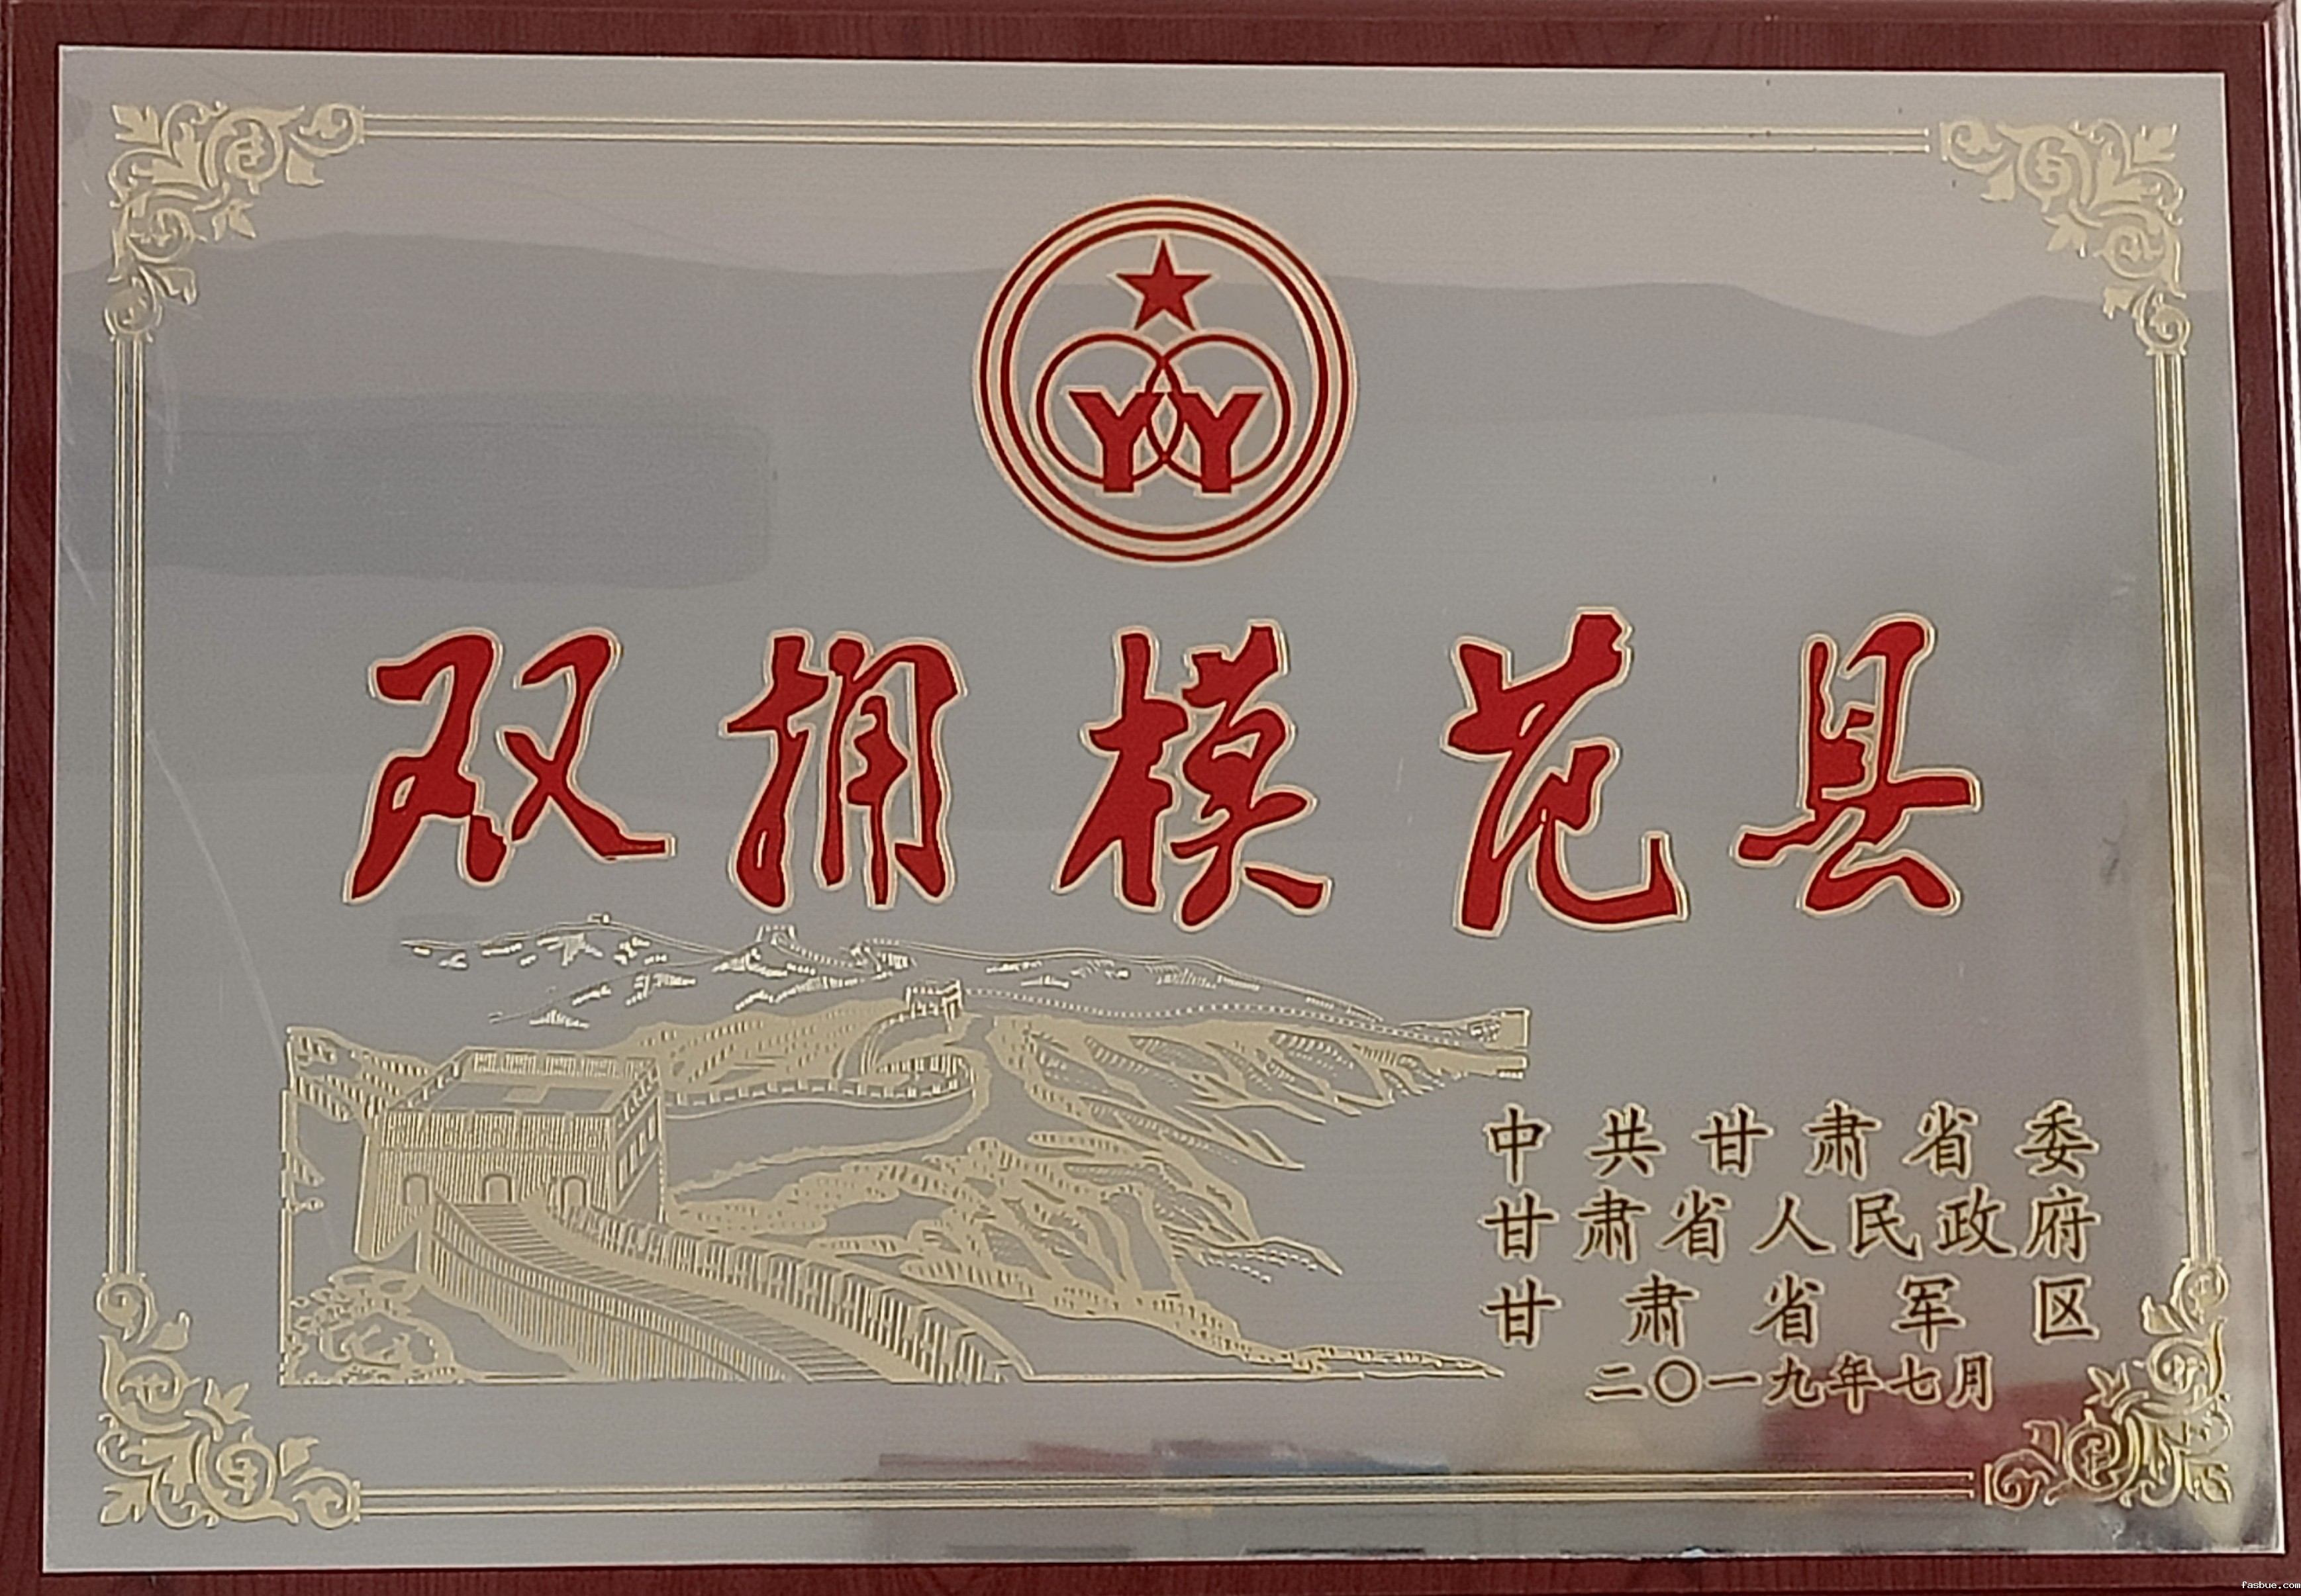 YY
双拥模范县
中共甘肃省委
甘肃省人民政府
甘肃省军区
二〇一九年七月
fasbue.com